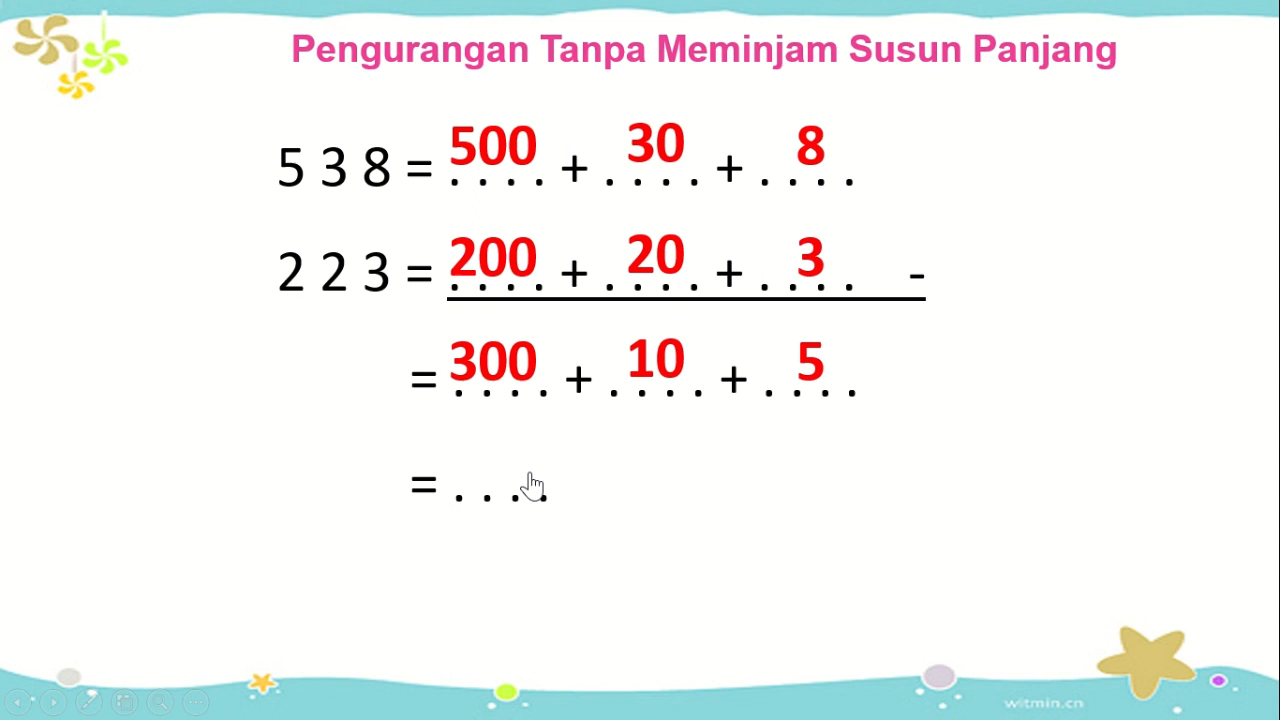 Pengurangan Tanpa Meminjam Susun Panjang
5 3 8 = 500 + 30 + 8
2 2 3 = 200 + 20 + 3 -
= 300 + 10 + 5
= . . . .
witmin.cn